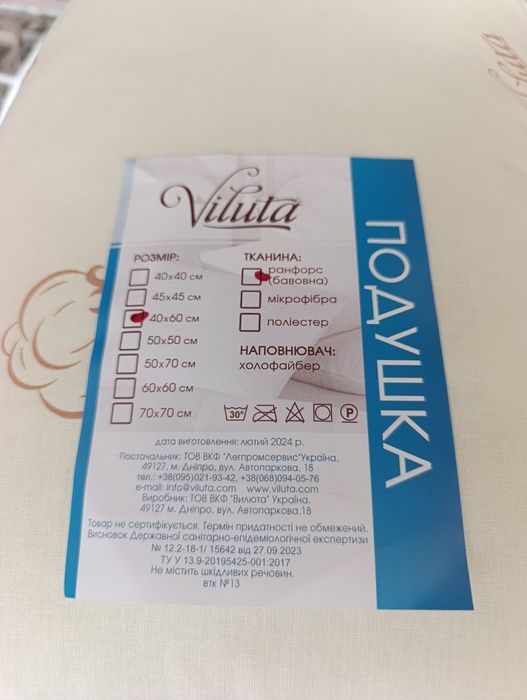 Viluta
ПОДУШКА
РОЗМІР:
40х40 см
45х45 см
40х60 см
50х50 см
50х70 см
60х60 см
70х70 см
ТКАНИНА:
ранфорс
(бавовна)
мікрофібра
поліестер
НАПОВНЮВАЧ:
холофайбер
30°
P
дата виготовлення: лютий 2024 р.
Постачальник: ТОВ ВКФ "Легпромсервіс"Україна,
49127, м. Дніпро, вул. Автопаркова, 18
тел.: +38(095)021-93-42, +38(068)094-05-76
e-mail: info@viluta.com www.viluta.com
Виробник: ТОВ ВКФ "Вилюта Україна",
49127 м. Дніпро, вул. Автопаркова.18
Товар не сертифікується. Термін придатності не обмежений.
Висновок Державної санітарно-епідеміологічної експертизи
№ 12.2-18-1/ 15642 від 27.09.2023
ТУ У 13.9-20195425-001:2017
Не містить шкідливих речовин.
втк №13